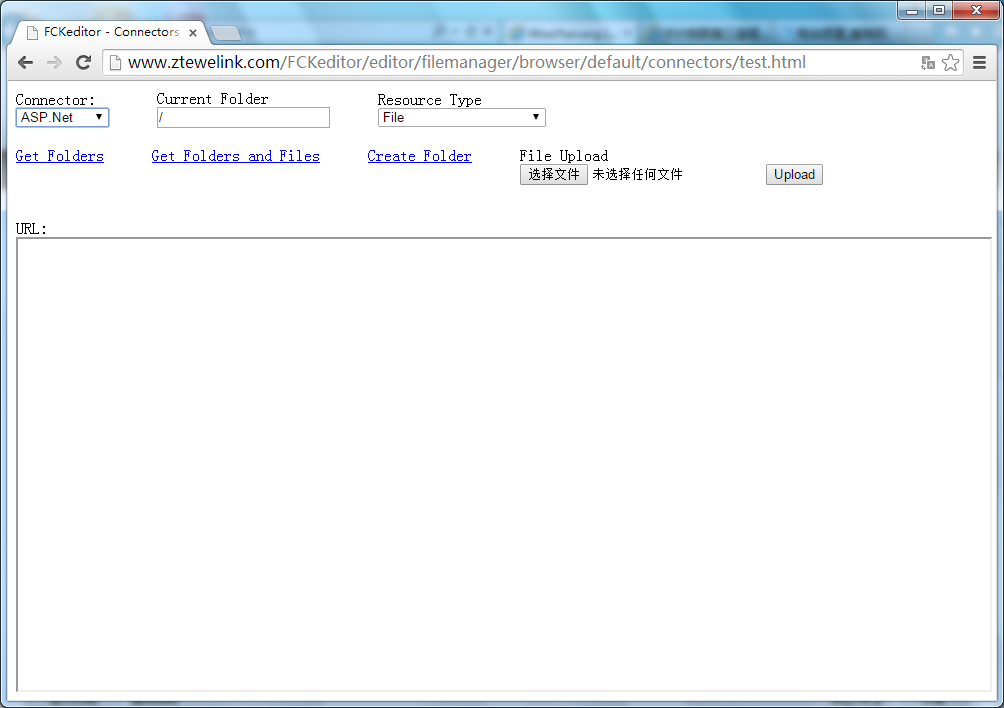 FCKeditor - Connectors
www.ztewelink.com/FCKeditor/editor/filemanager/browser/default/connectors/test.html
Connector: Current Folder Resource Type
ASP.Net / File
Get Folders Get Folders and Files Create Folder File Upload
选择文件 未选择任何文件 Upload
URL: